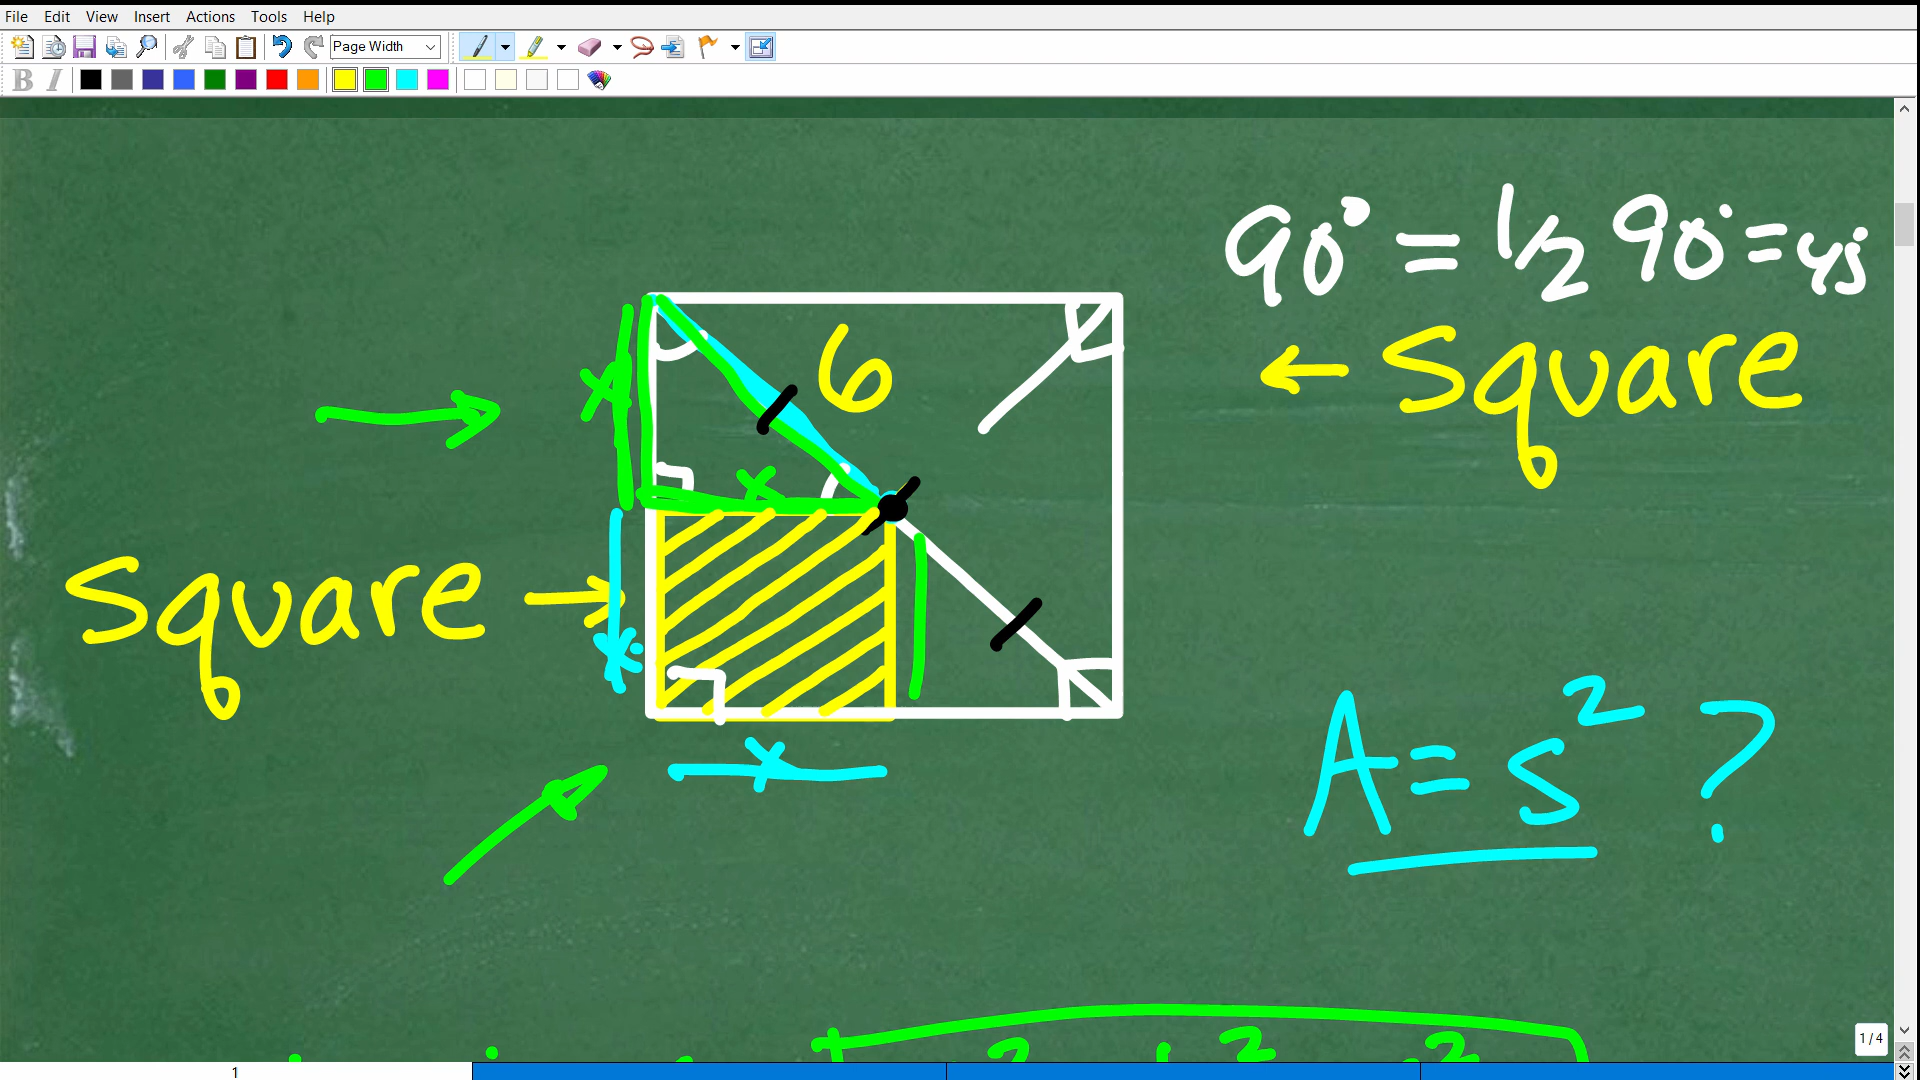 File Edit View Insert Actions Tools Help
Page Width
B I
90° = 1/2 90° = 45
← Square
6
x
x
Square →
x
x
A = s² ?
1 / 4
1